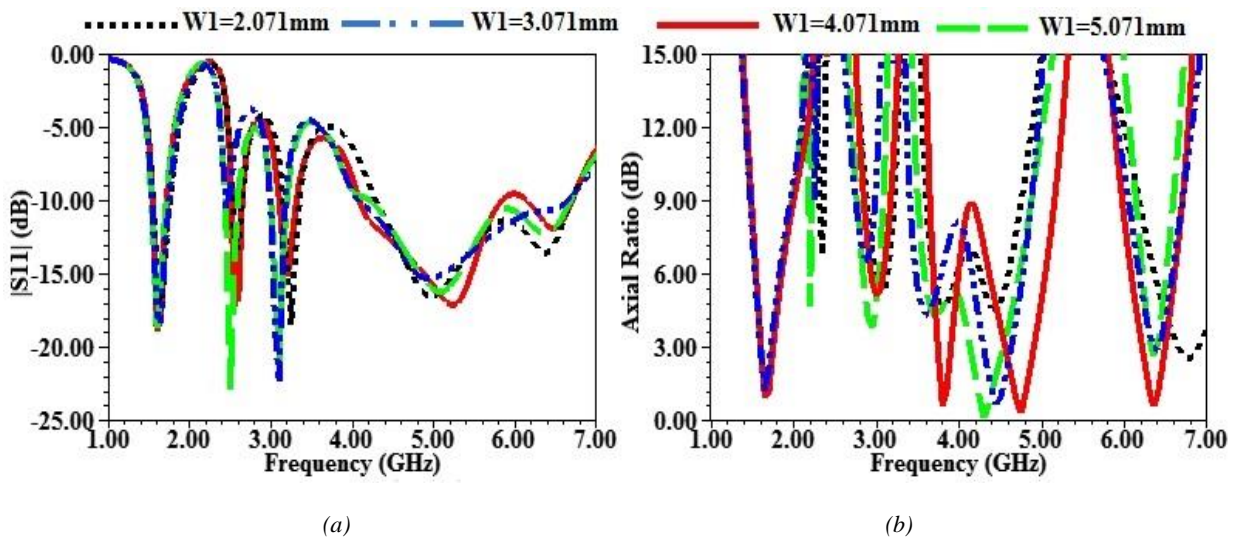 W1=2.071mm W1=3.071mm W1=4.071mm W1=5.071mm
0.00
-5.00
-10.00
-15.00
-20.00
-25.00
|S11| (dB)
1.00 2.00 3.00 4.00 5.00 6.00 7.00
Frequency (GHz)
15.00
12.00
9.00
6.00
3.00
0.00
Axial Ratio (dB)
1.00 2.00 3.00 4.00 5.00 6.00 7.00
Frequency (GHz)
(a) (b)